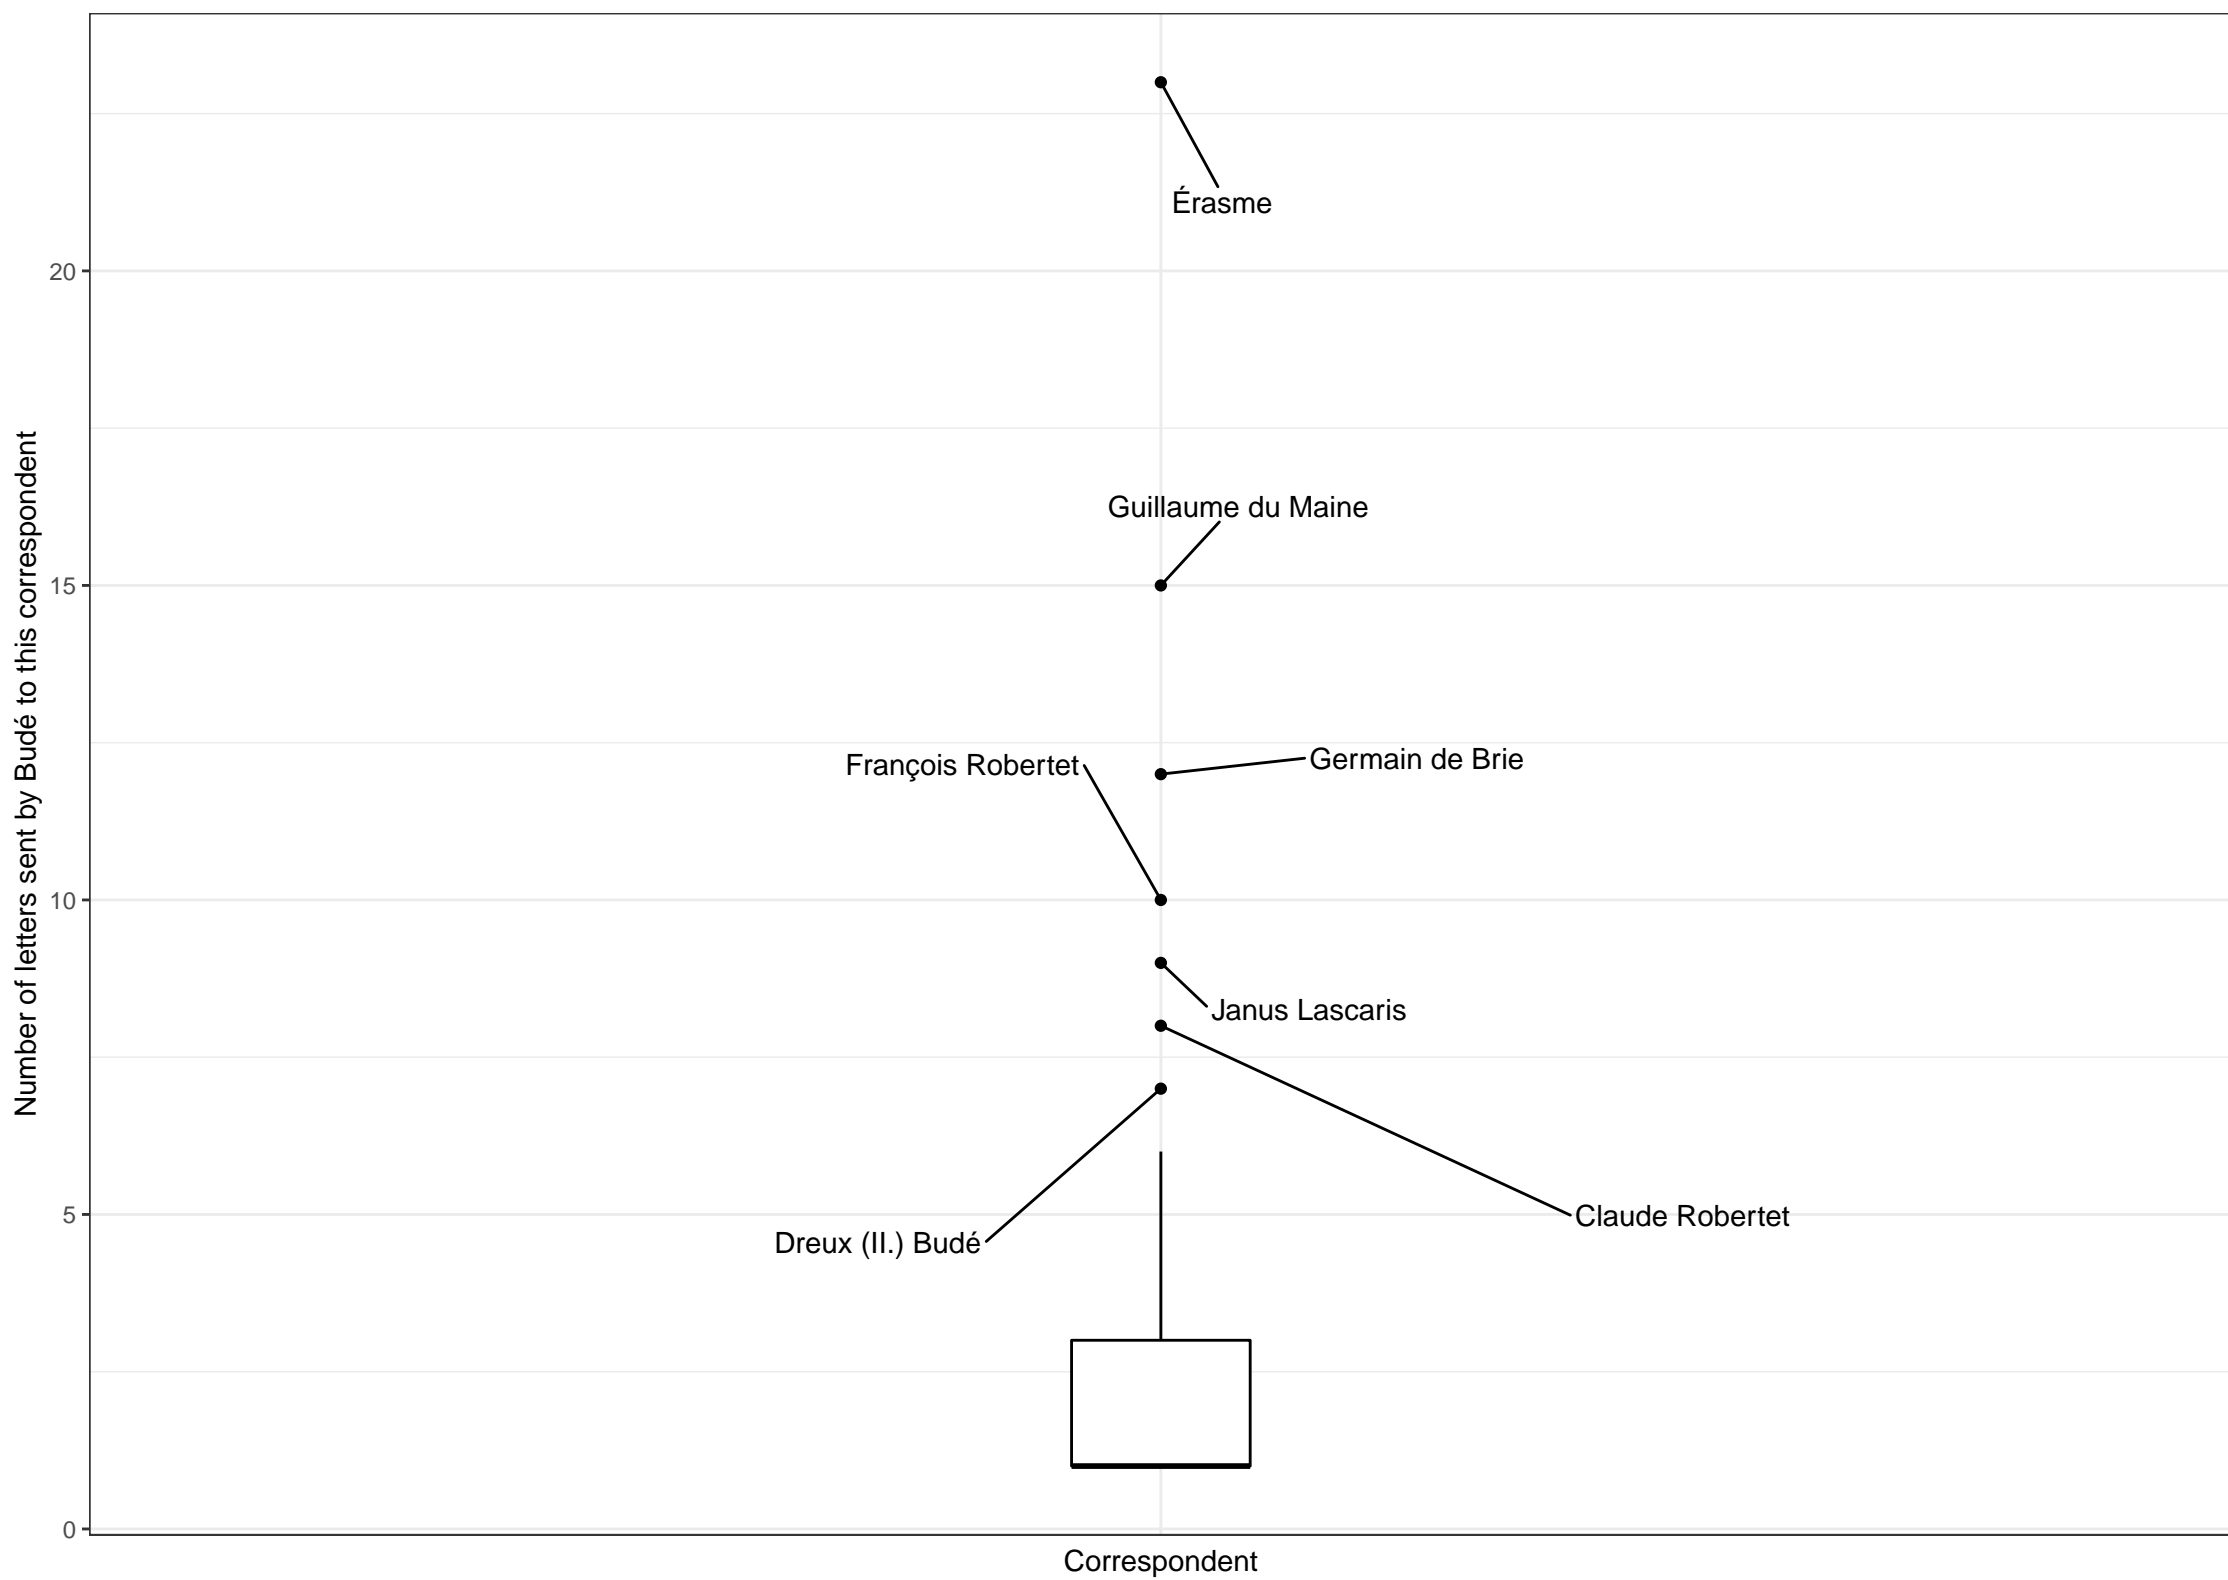 Érasme
20
Guillaume du Maine
15
Number of letters sent by Budé to this correspondent
François Robertet
Germain de Brie
10
Janus Lascaris
5
Claude Robertet
Dreux (II.) Budé
0
Correspondent